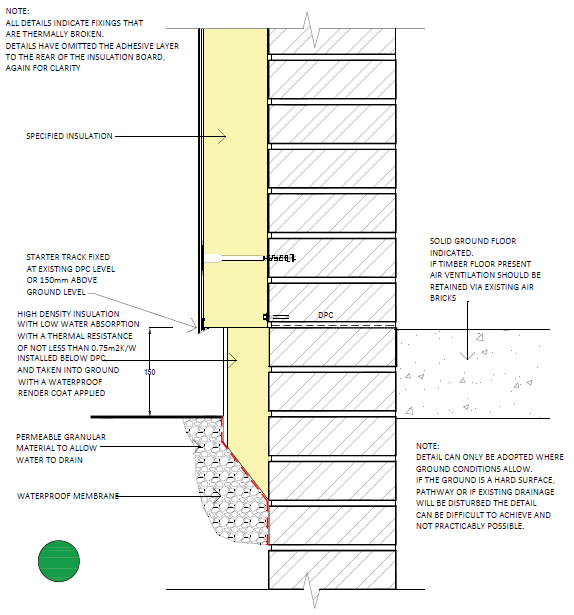 NOTE:
ALL DETAILS INDICATE FIXINGS THAT
ARE THERMALLY BROKEN.
DETAILS HAVE OMITTED THE ADHESIVE LAYER
TO THE REAR OF THE INSULATION BOARD,
AGAIN FOR CLARITY
SPECIFIED INSULATION
STARTER TRACK FIXED
AT EXISTING DPC LEVEL
OR 150mm ABOVE
GROUND LEVEL
HIGH DENSITY INSULATION
WITH LOW WATER ABSORPTION
WITH A THERMAL RESISTANCE
OF NOT LESS THAN 0.75m2K/W
INSTALLED BELOW DPC
AND TAKEN INTO GROUND
WITH A WATERPROOF
RENDER COAT APPLIED
150
DPC
SOLID GROUND FLOOR
INDICATED.
IF TIMBER FLOOR PRESENT
AIR VENTILATION SHOULD BE
RETAINED VIA EXISTING AIR
BRICKS
PERMEABLE GRANULAR
MATERIAL TO ALLOW
WATER TO DRAIN
WATERPROOF MEMBRANE
NOTE;
DETAIL CAN ONLY BE ADOPTED WHERE
GROUND CONDITIONS ALLOW.
IF THE GROUND IS A HARD SURFACE,
PATHWAY OR IF EXISTING DRAINAGE
WILL BE DISTURBED THE DETAIL
CAN BE DIFFICULT TO ACHIEVE AND
NOT PRACTICABLY POSSIBLE.